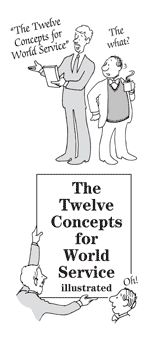 "The Twelve
Concepts for
World Service"
The
what?
The
Twelve
Concepts
for
World
Service
illustrated
Oh!